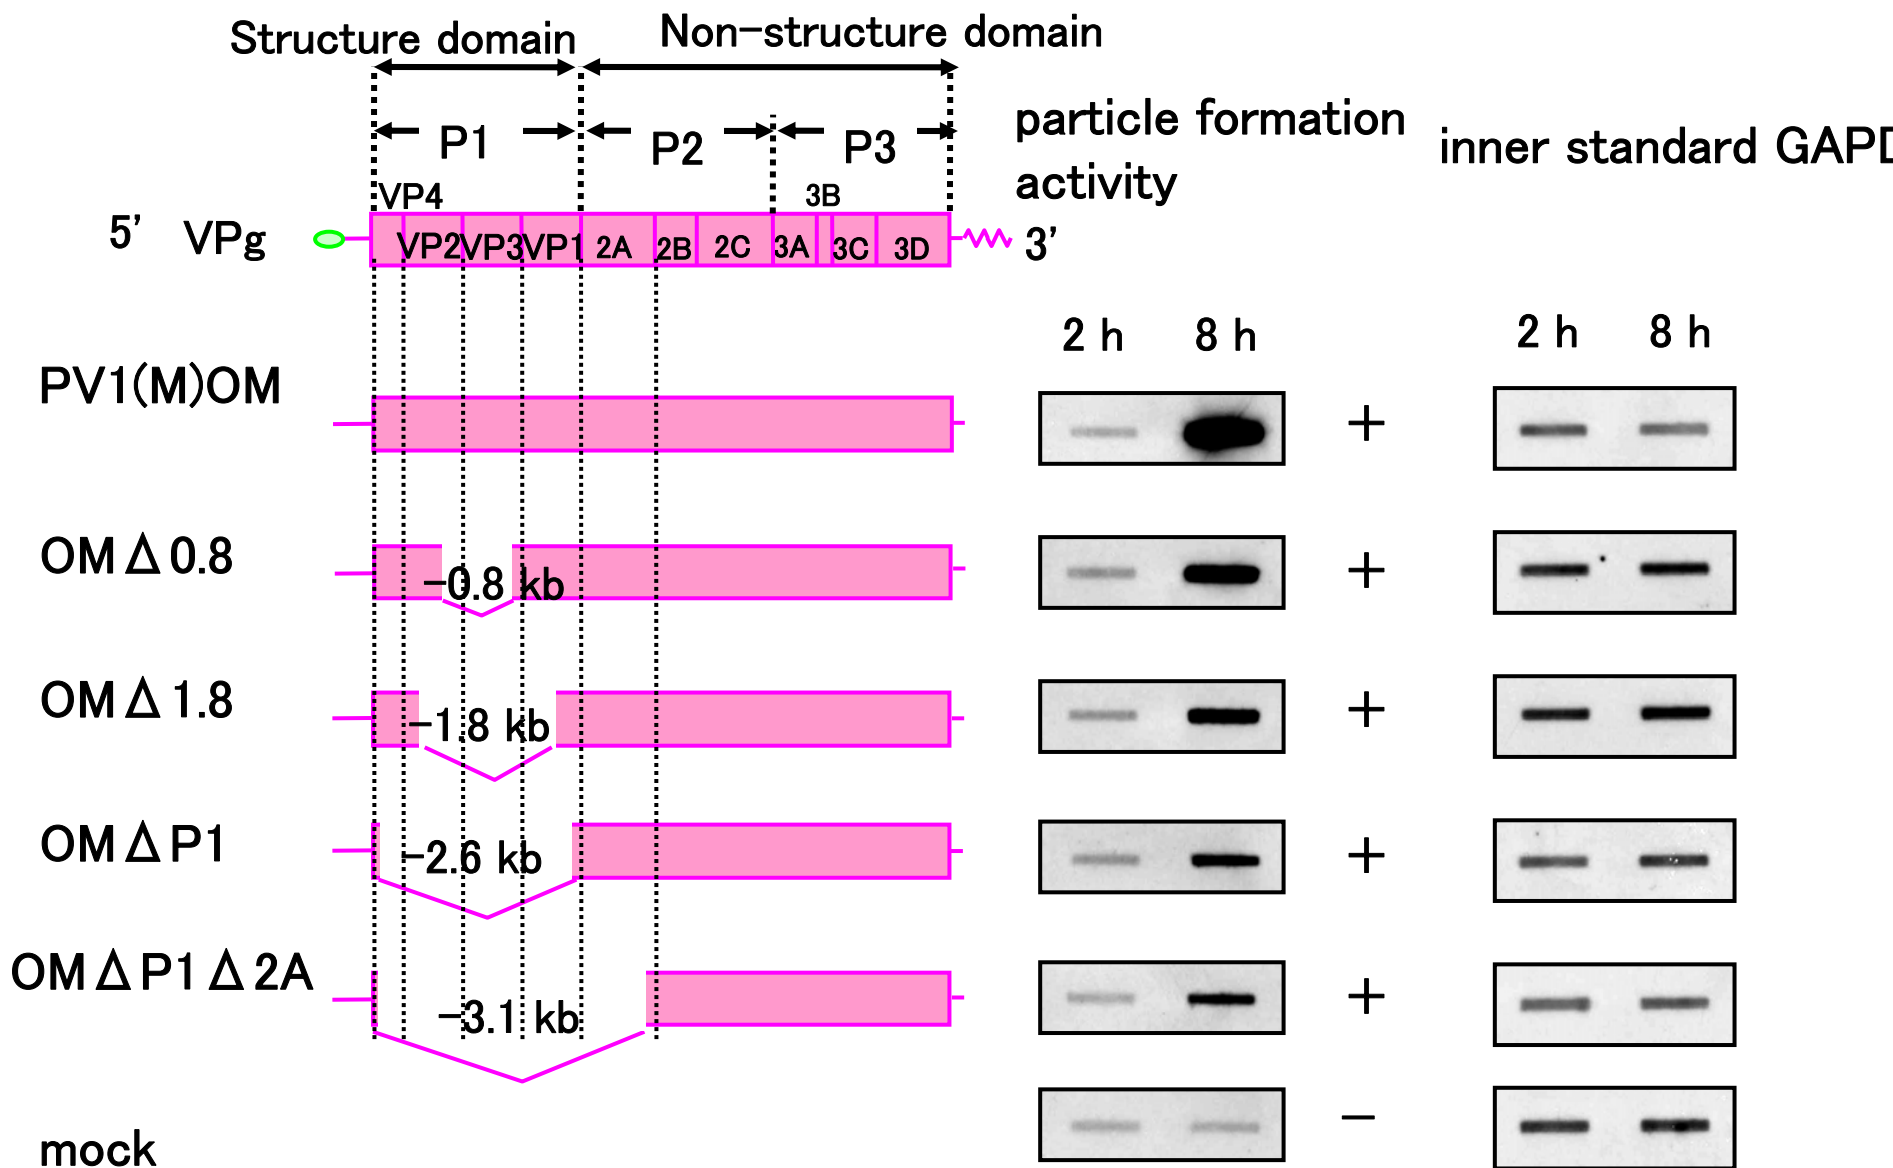 Structure domain
Non-structure domain
P1
P2
P3
particle formation
activity
inner standard GAPD
VP4
3B
5' VPg
VP2
VP3
VP1
2A
2B
2C
3A
3C
3D
3'
2 h
8 h
2 h
8 h
PV1(M)OM
+
OMΔ0.8
-0.8 kb
+
OMΔ1.8
-1.8 kb
+
OMΔP1
-2.6 kb
+
OMΔP1Δ2A
-3.1 kb
+
mock
-